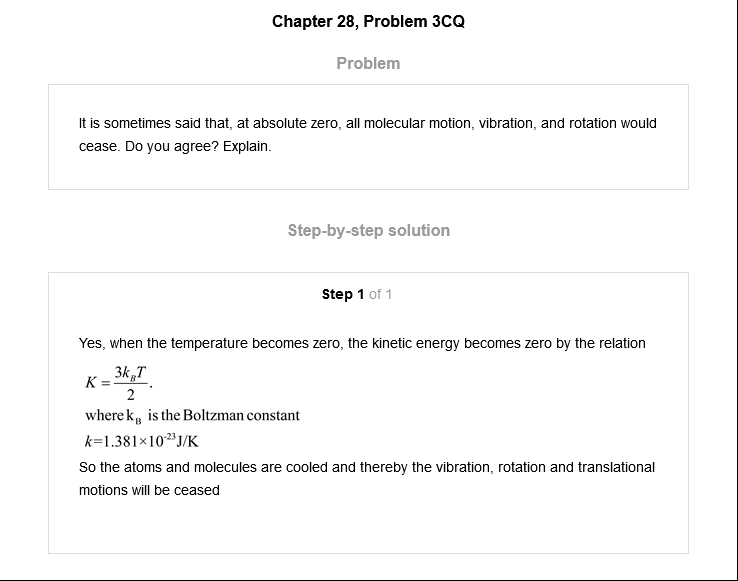 Chapter 28, Problem 3CQ
Problem
It is sometimes said that, at absolute zero, all molecular motion, vibration, and rotation would
cease. Do you agree? Explain.
Step-by-step solution
Step 1 of 1
Yes, when the temperature becomes zero, the kinetic energy becomes zero by the relation
K = 3k_BT / 2 .
where k_B is the Boltzman constant
k=1.381×10^-23 J/K
So the atoms and molecules are cooled and thereby the vibration, rotation and translational
motions will be ceased